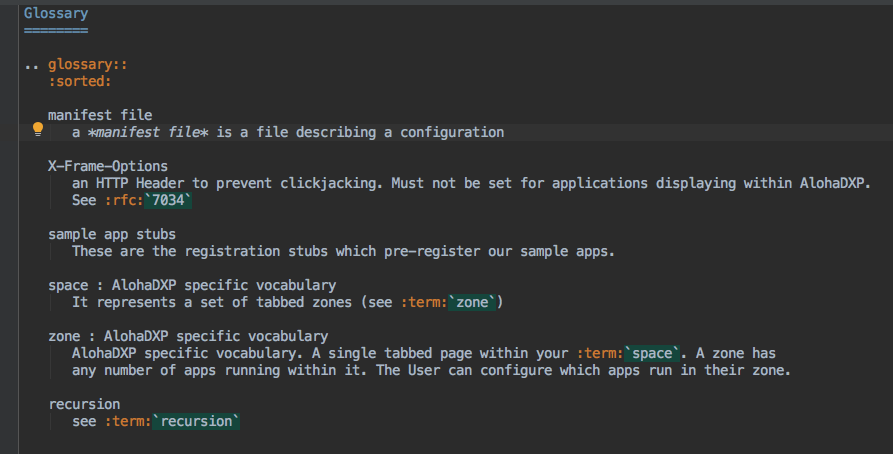 Glossary
========
.. glossary::
   :sorted:

   manifest file
      a *manifest file* is a file describing a configuration

   X-Frame-Options
      an HTTP Header to prevent clickjacking. Must not be set for applications displaying within AlohaDXP.
      See :rfc:`7034`

   sample app stubs
      These are the registration stubs which pre-register our sample apps.

   space : AlohaDXP specific vocabulary
      It represents a set of tabbed zones (see :term:`zone`)

   zone : AlohaDXP specific vocabulary
      AlohaDXP specific vocabulary. A single tabbed page within your :term:`space`. A zone has
      any number of apps running within it. The User can configure which apps run in their zone.

   recursion
      see :term:`recursion`